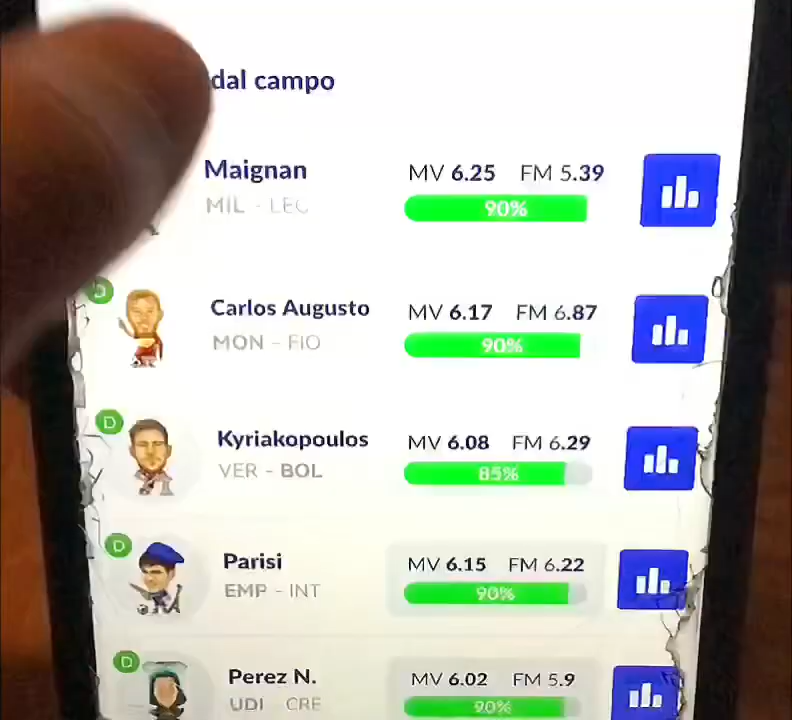 dal campo
Maignan MV 6.25 FM 5.39
MIL - LEC 90%
D
Carlos Augusto MV 6.17 FM 6.87
MON - FIO 90%
D
Kyriakopoulos MV 6.08 FM 6.29
VER - BOL 85%
D
Parisi MV 6.15 FM 6.22
EMP - INT 90%
D
Perez N. MV 6.02 FM 5.9
UDI - CRE 90%